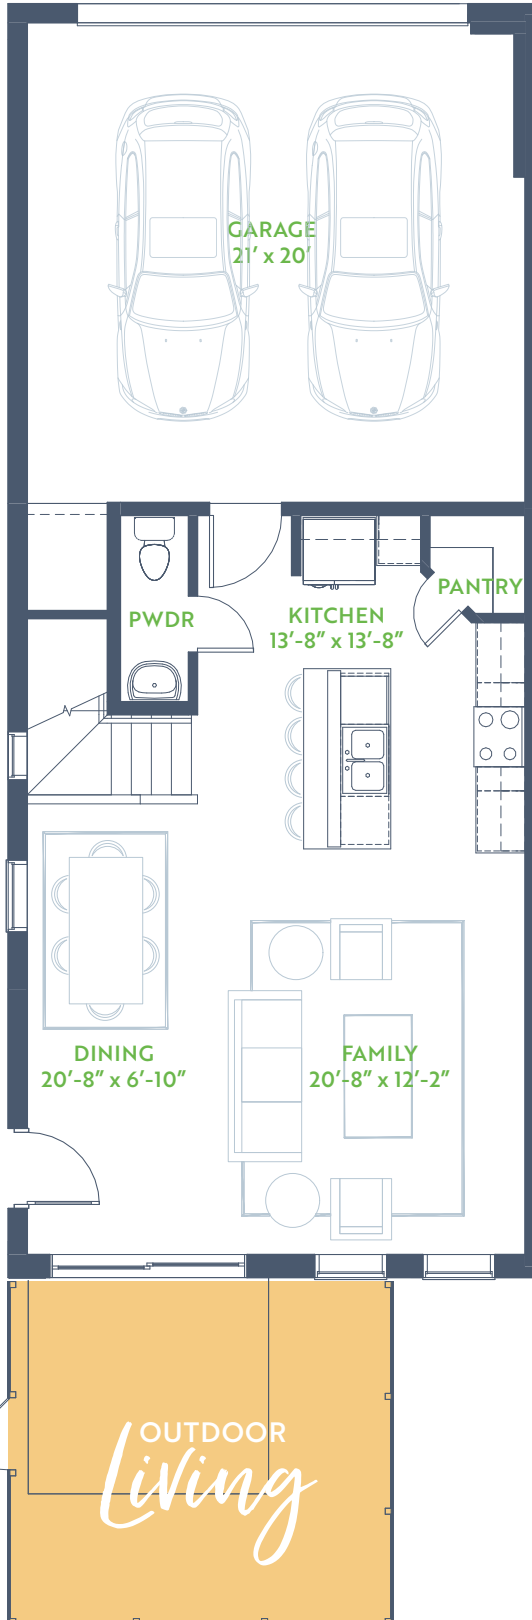 GARAGE
21′ x 20′
PWDR
KITCHEN
13′-8″ x 13′-8″
PANTRY
DINING
20′-8″ x 6′-10″
FAMILY
20′-8″ x 12′-2″
OUTDOOR
Living